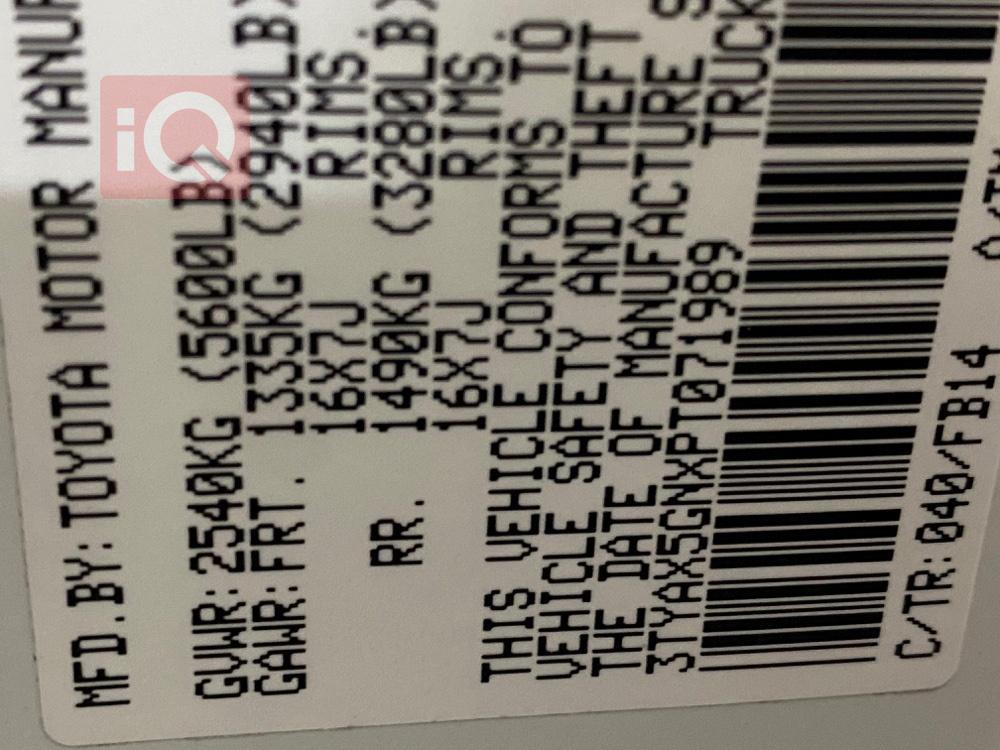 MFD.BY:TOYOTA MOTOR MANUF
GVWR:2540KG (5600LB)
GAWR:FRT. 1335KG (2940LB)
16X7J RIMS.
RR. 1490KG (3280LB)
16X7J RIMS.
THIS VEHICLE CONFORMS TO
VEHICLE SAFETY AND THEFT
THE DATE OF MANUFACTURE
3TYAX5GNXPT071989 TRUCK
C/TR:040/FB14
iQ